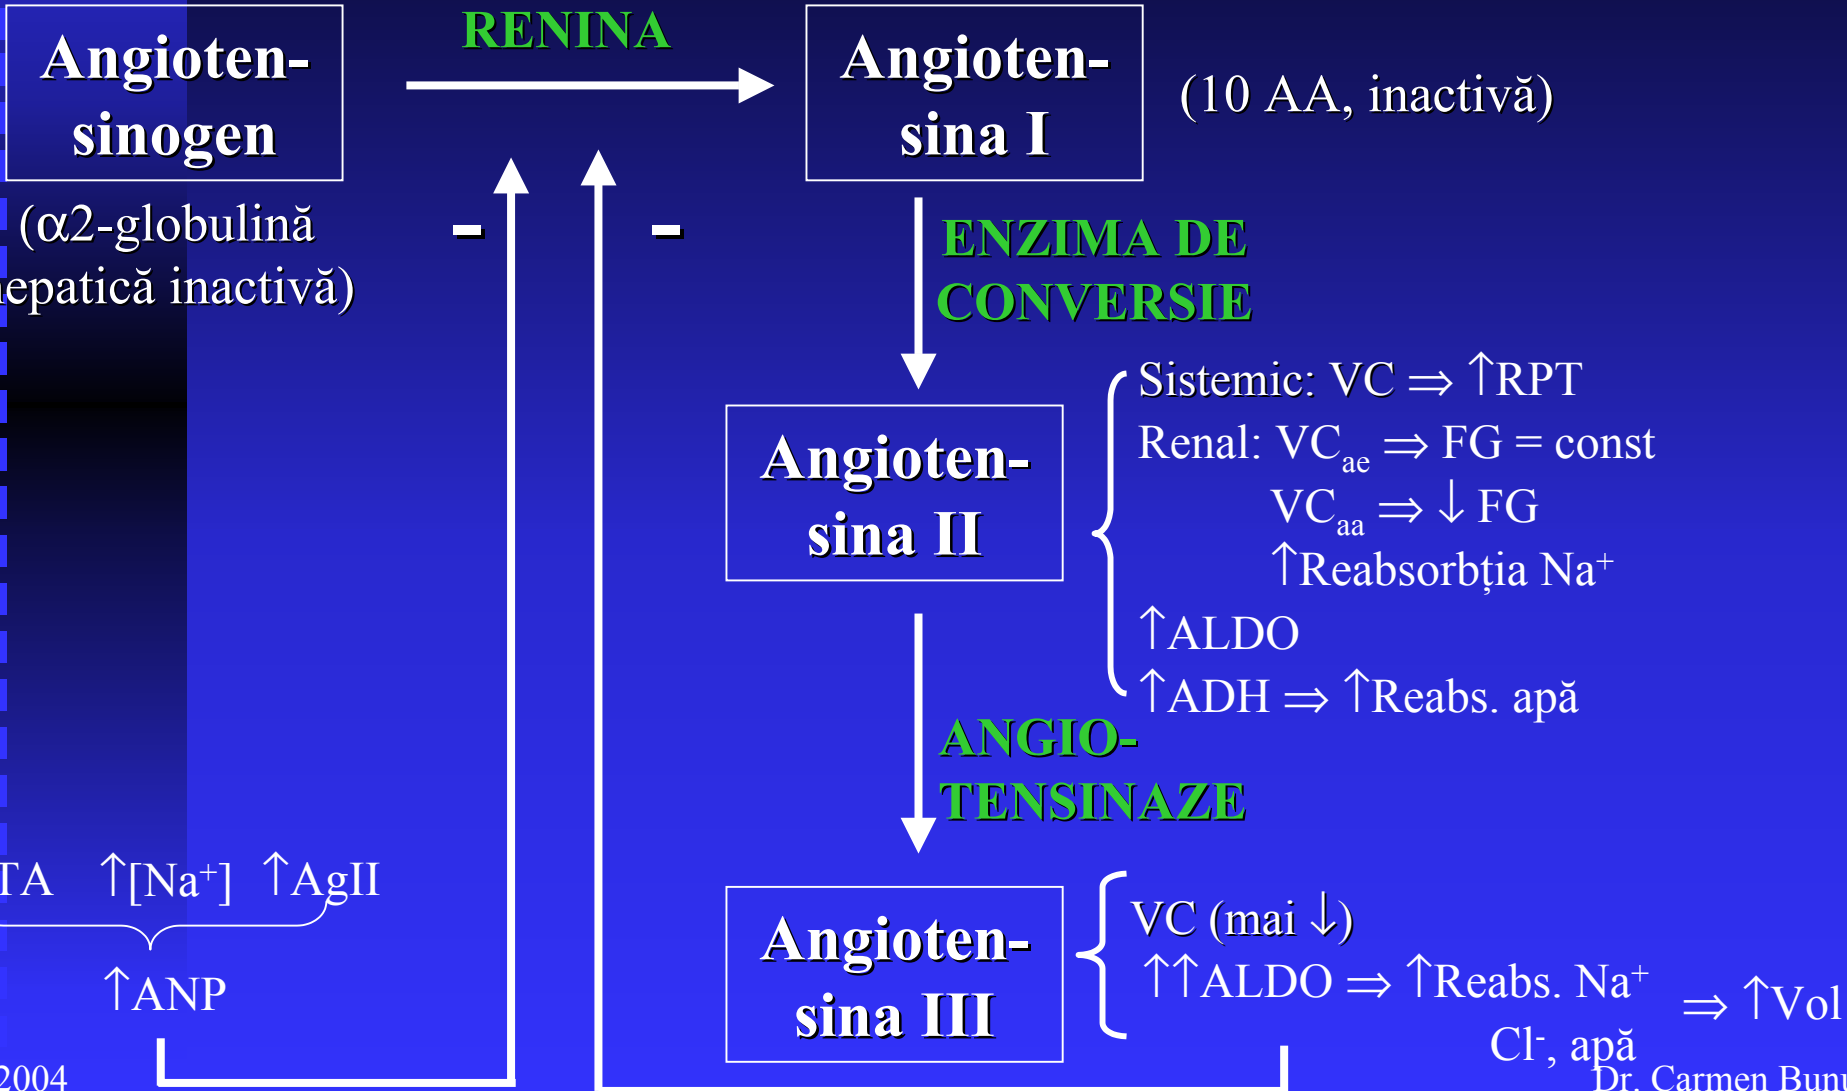 Angioten-
sinogen
RENINA
Angioten-
sina I
(10 AA, inactivă)
(α2-globulină
hepatică inactivă)
-
-
ENZIMA DE
CONVERSIE
Angioten-
sina II
Sistemic: VC ⇒ ↑RPT
Renal: VCae ⇒ FG = const
VCaa ⇒ ↓ FG
↑Reabsorbția Na⁺
↑ALDO
↑ADH ⇒ ↑Reabs. apă
ANGIO-
TENSINAZE
TA ↑[Na⁺] ↑AgII
↑ANP
Angioten-
sina III
VC (mai ↓)
↑↑ALDO ⇒ ↑Reabs. Na⁺ ⇒ ↑Vol
Cl⁻, apă
2004
Dr. Carmen